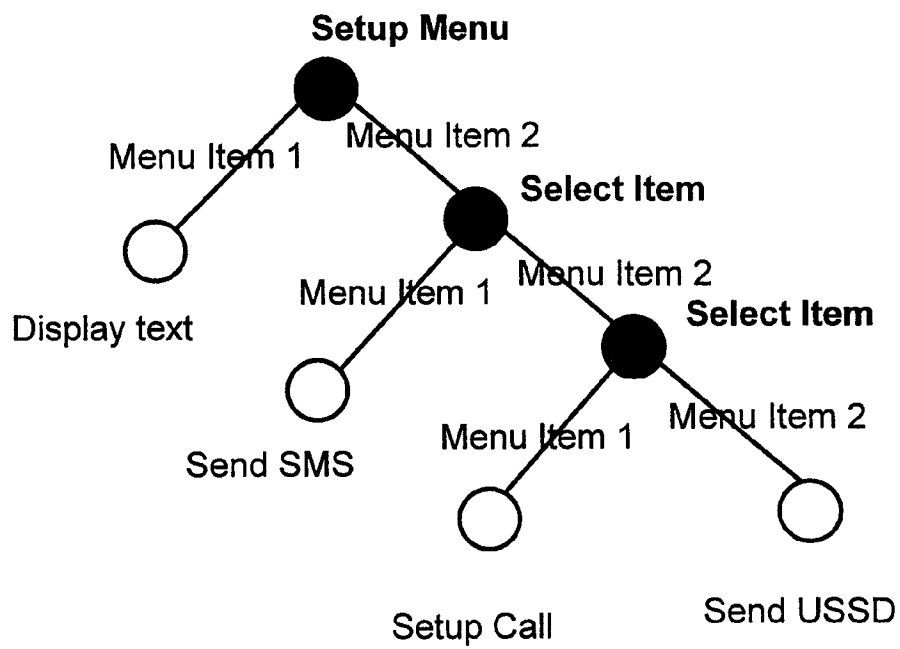 Setup Menu
Menu Item 1
Menu Item 2
Select Item
Menu Item 1
Menu Item 2
Display text
Select Item
Send SMS
Menu Item 1
Menu Item 2
Setup Call
Send USSD